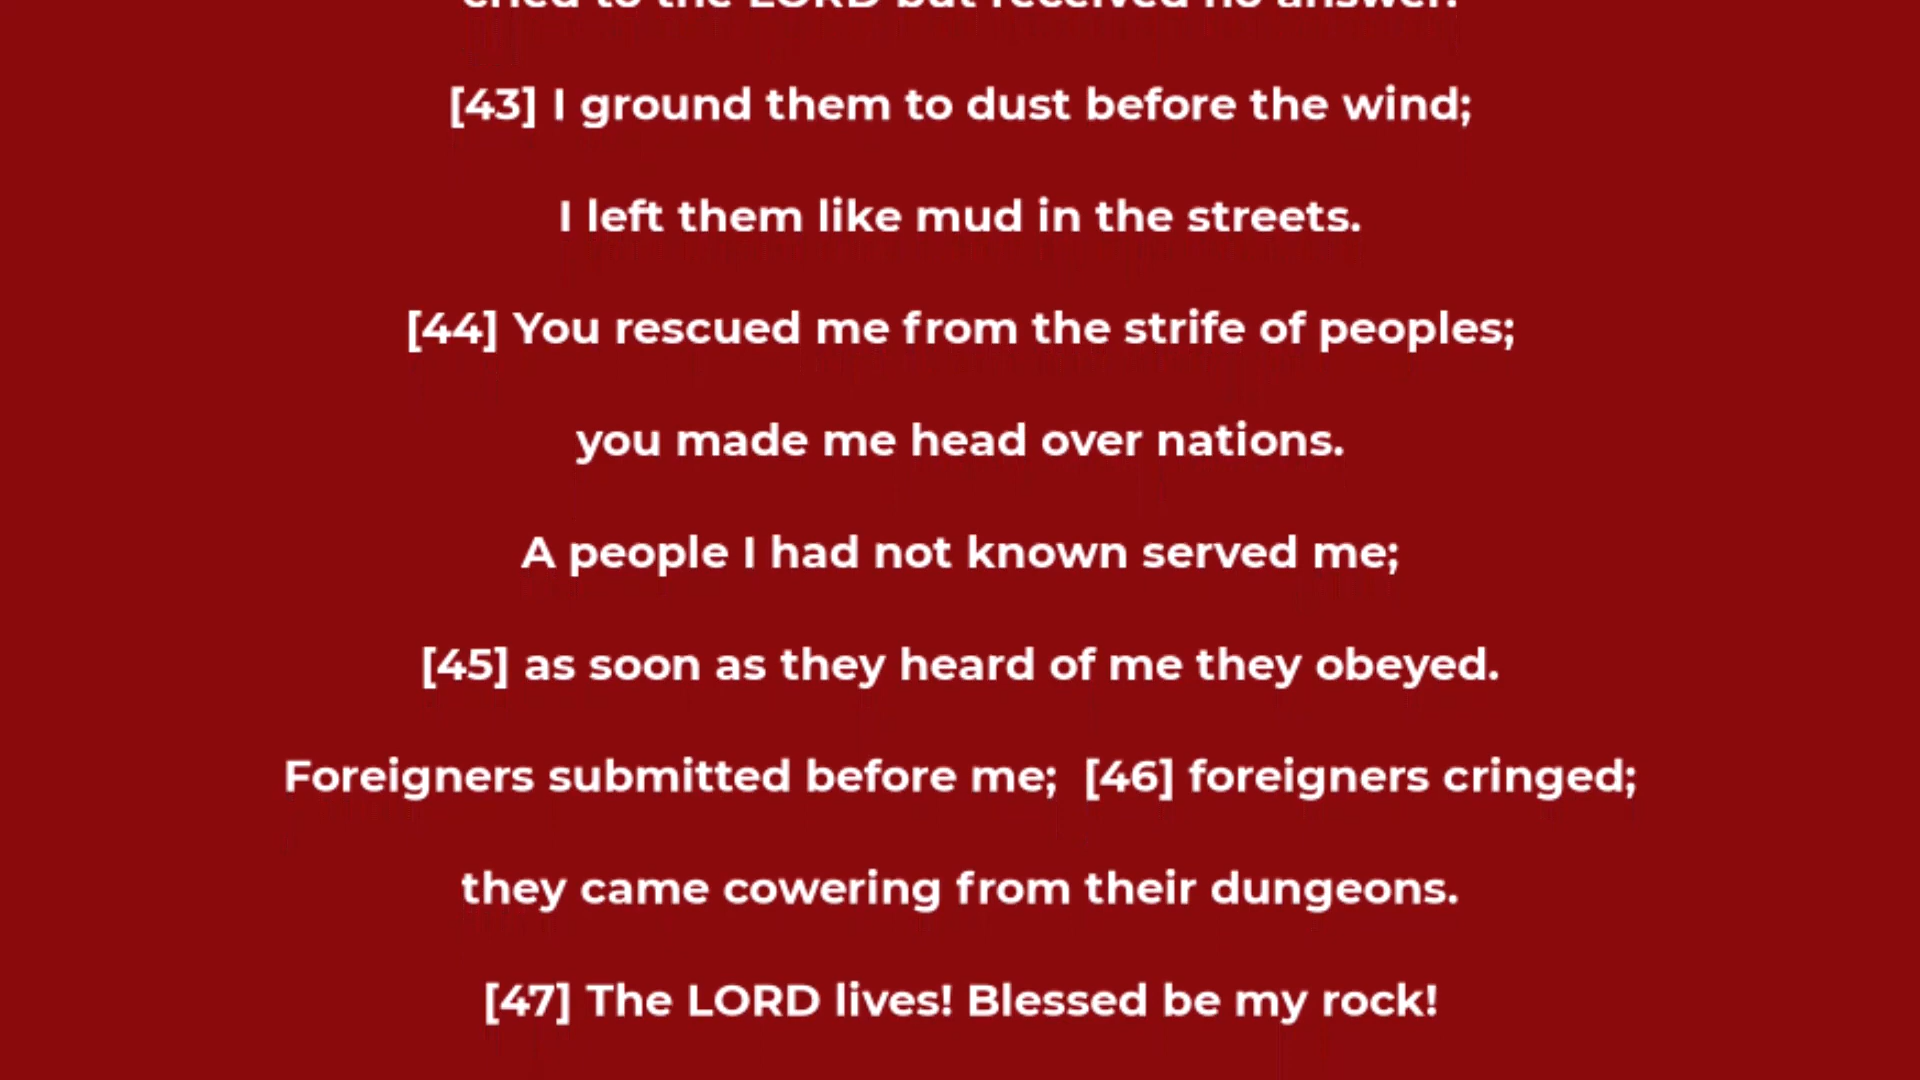 cried to the LORD but received no answer.
[43] I ground them to dust before the wind;
I left them like mud in the streets.
[44] You rescued me from the strife of peoples;
you made me head over nations.
A people I had not known served me;
[45] as soon as they heard of me they obeyed.
Foreigners submitted before me;  [46] foreigners cringed;
they came cowering from their dungeons.
[47] The LORD lives! Blessed be my rock!